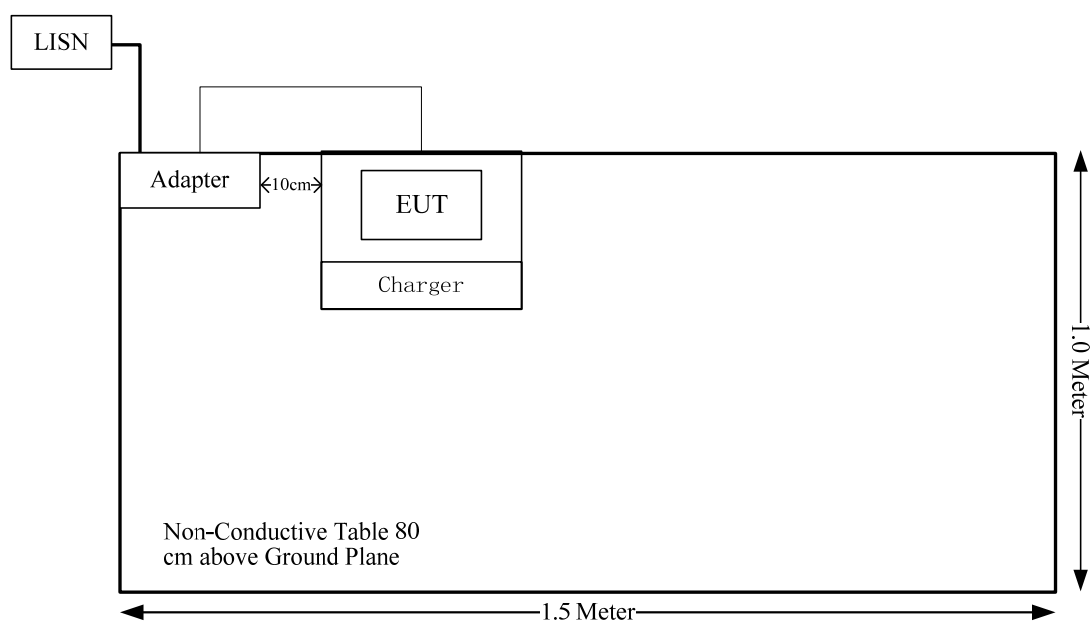 LISN
Adapter
10cm
EUT
Charger
1.0 Meter
Non-Conductive Table 80
cm above Ground Plane
1.5 Meter